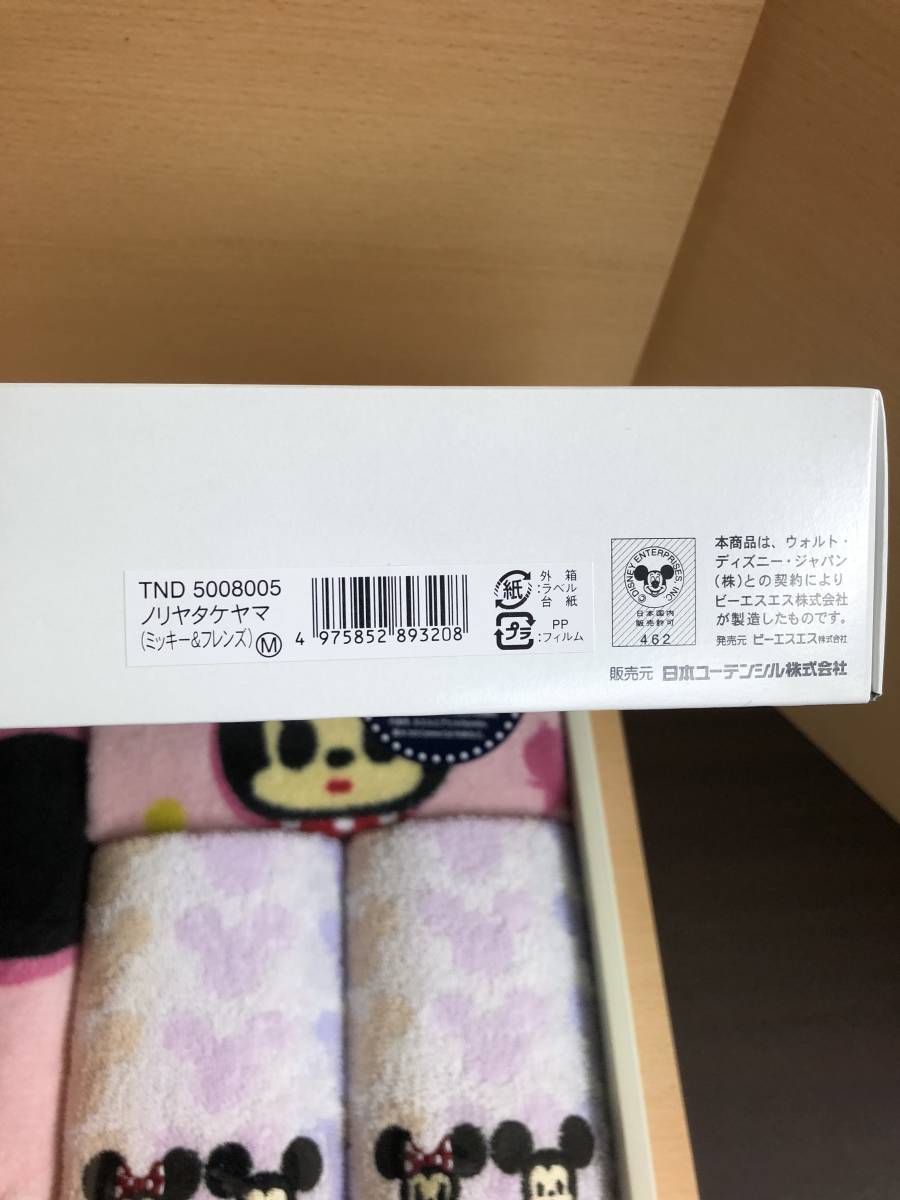 TND 5008005
ノリヤタケヤマ
(ミッキー&フレンズ) Ⓜ
4 975852 893208
紙
外箱
:ラベル
台紙
プラ
PP
:フィルム
©DISNEY ENTERPRISES, INC.
日本国内
販売許可
462
本商品は、ウォルト・
ディズニー・ジャパン
(株)との契約により
ビーエスエス株式会社
が製造したものです。
発売元 ビーエスエス株式会社
販売元 日本コーテンシル株式会社